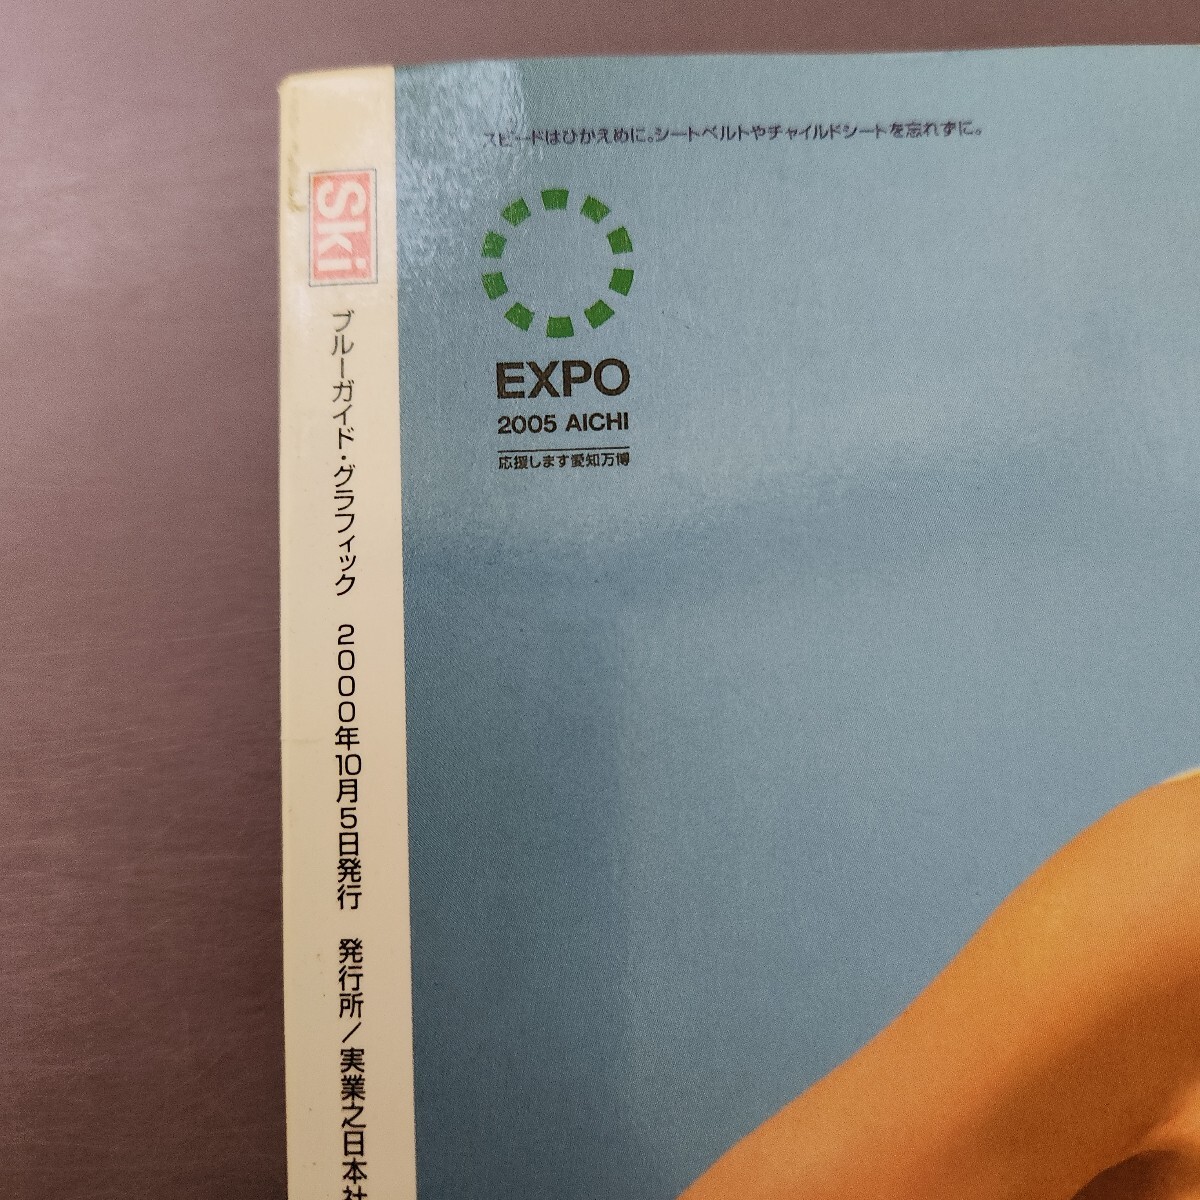 スピードはひかえめに。シートベルトやチャイルドシートを忘れずに。
EXPO
2005 AICHI
応援します愛知万博
Ski
ブルーガイド・グラフィック 2000年10月5日発行 発行所/実業之日本社